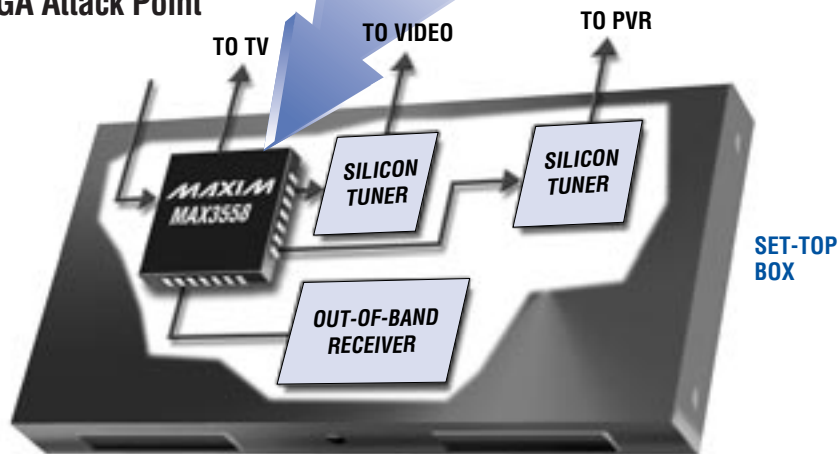 GA Attack Point
TO TV
TO VIDEO
TO PVR
MAXIM
MAX3558
SILICON
TUNER
SILICON
TUNER
OUT-OF-BAND
RECEIVER
SET-TOP
BOX